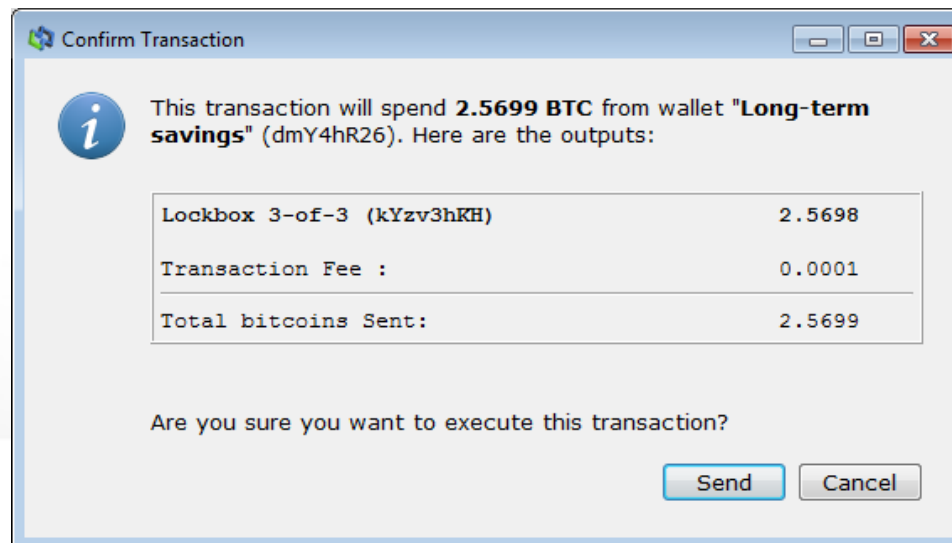 Confirm Transaction
This transaction will spend 2.5699 BTC from wallet "Long-term
savings" (dmY4hR26). Here are the outputs:
Lockbox 3-of-3 (kYzv3hKH) 2.5698
Transaction Fee : 0.0001
Total bitcoins Sent: 2.5699
Are you sure you want to execute this transaction?
Send Cancel